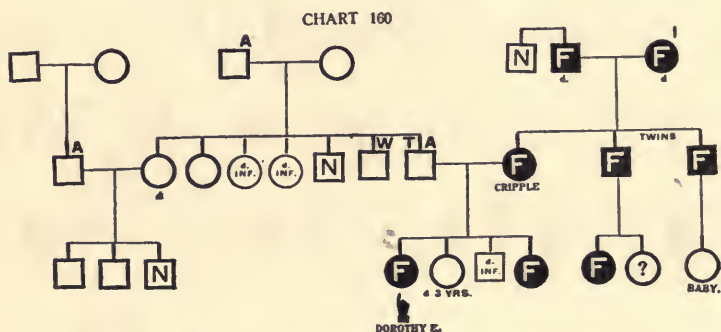 CHART 160
A
N F F
d. d
A
W T A TWINS
d. INF. d. INF. N F F F
d CRIPPLE
N F d. INF. F F ?
d 3 YRS. BABY.
DOROTHY E.